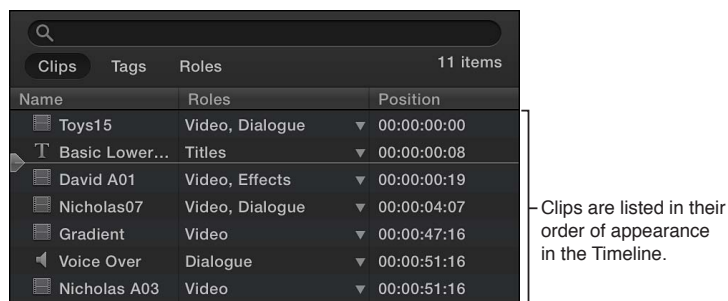 Clips Tags Roles 11 items
Name Roles Position
Toys15 Video, Dialogue 00:00:00:00
T Basic Lower... Titles 00:00:00:08
David A01 Video, Effects 00:00:00:19
Nicholas07 Video, Dialogue 00:00:04:07
Gradient Video 00:00:47:16
Voice Over Dialogue 00:00:51:16
Nicholas A03 Video 00:00:51:16
Clips are listed in their
order of appearance
in the Timeline.